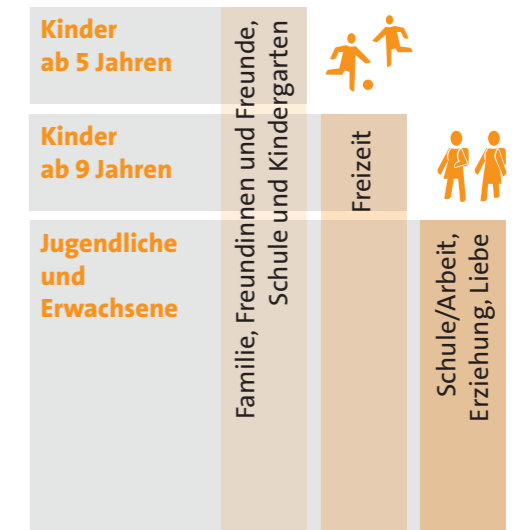 Kinder
ab 5 Jahren
Familie, Freundinnen und Freunde,
Schule und Kindergarten
Kinder
ab 9 Jahren
Freizeit
Jugendliche
und
Erwachsene
Schule/Arbeit,
Erziehung, Liebe